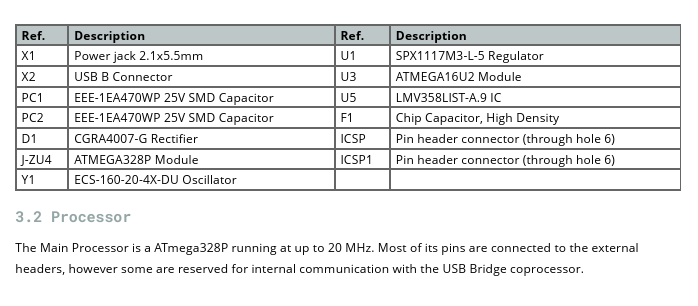 Ref. Description Ref. Description
X1 Power jack 2.1x5.5mm U1 SPX1117M3-L-5 Regulator
X2 USB B Connector U3 ATMEGA16U2 Module
PC1 EEE-1EA470WP 25V SMD Capacitor U5 LMV358LIST-A.9 IC
PC2 EEE-1EA470WP 25V SMD Capacitor F1 Chip Capacitor, High Density
D1 CGRA4007-G Rectifier ICSP Pin header connector (through hole 6)
J-ZU4 ATMEGA328P Module ICSP1 Pin header connector (through hole 6)
Y1 ECS-160-20-4X-DU Oscillator
3.2 Processor
The Main Processor is a ATmega328P running at up to 20 MHz. Most of its pins are connected to the external
headers, however some are reserved for internal communication with the USB Bridge coprocessor.